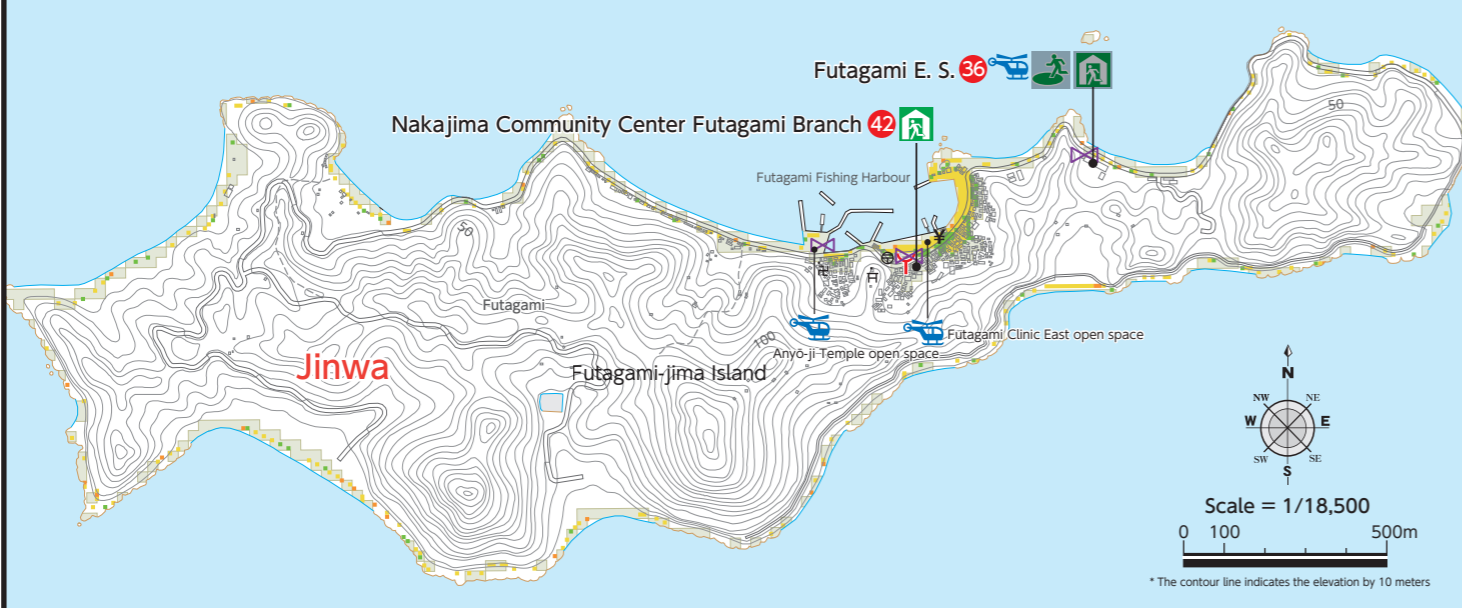 Futagami E. S. 36
Nakajima Community Center Futagami Branch 42
50
Futagami Fishing Harbour
50
Futagami
¥
卍
T
100
Futagami Clinic East open space
Anyō-ji Temple open space
Jinwa
Futagami-jima Island
N
NW NE
W E
SW SE
S
Scale = 1/18,500
0 100 500m
* The contour line indicates the elevation by 10 meters